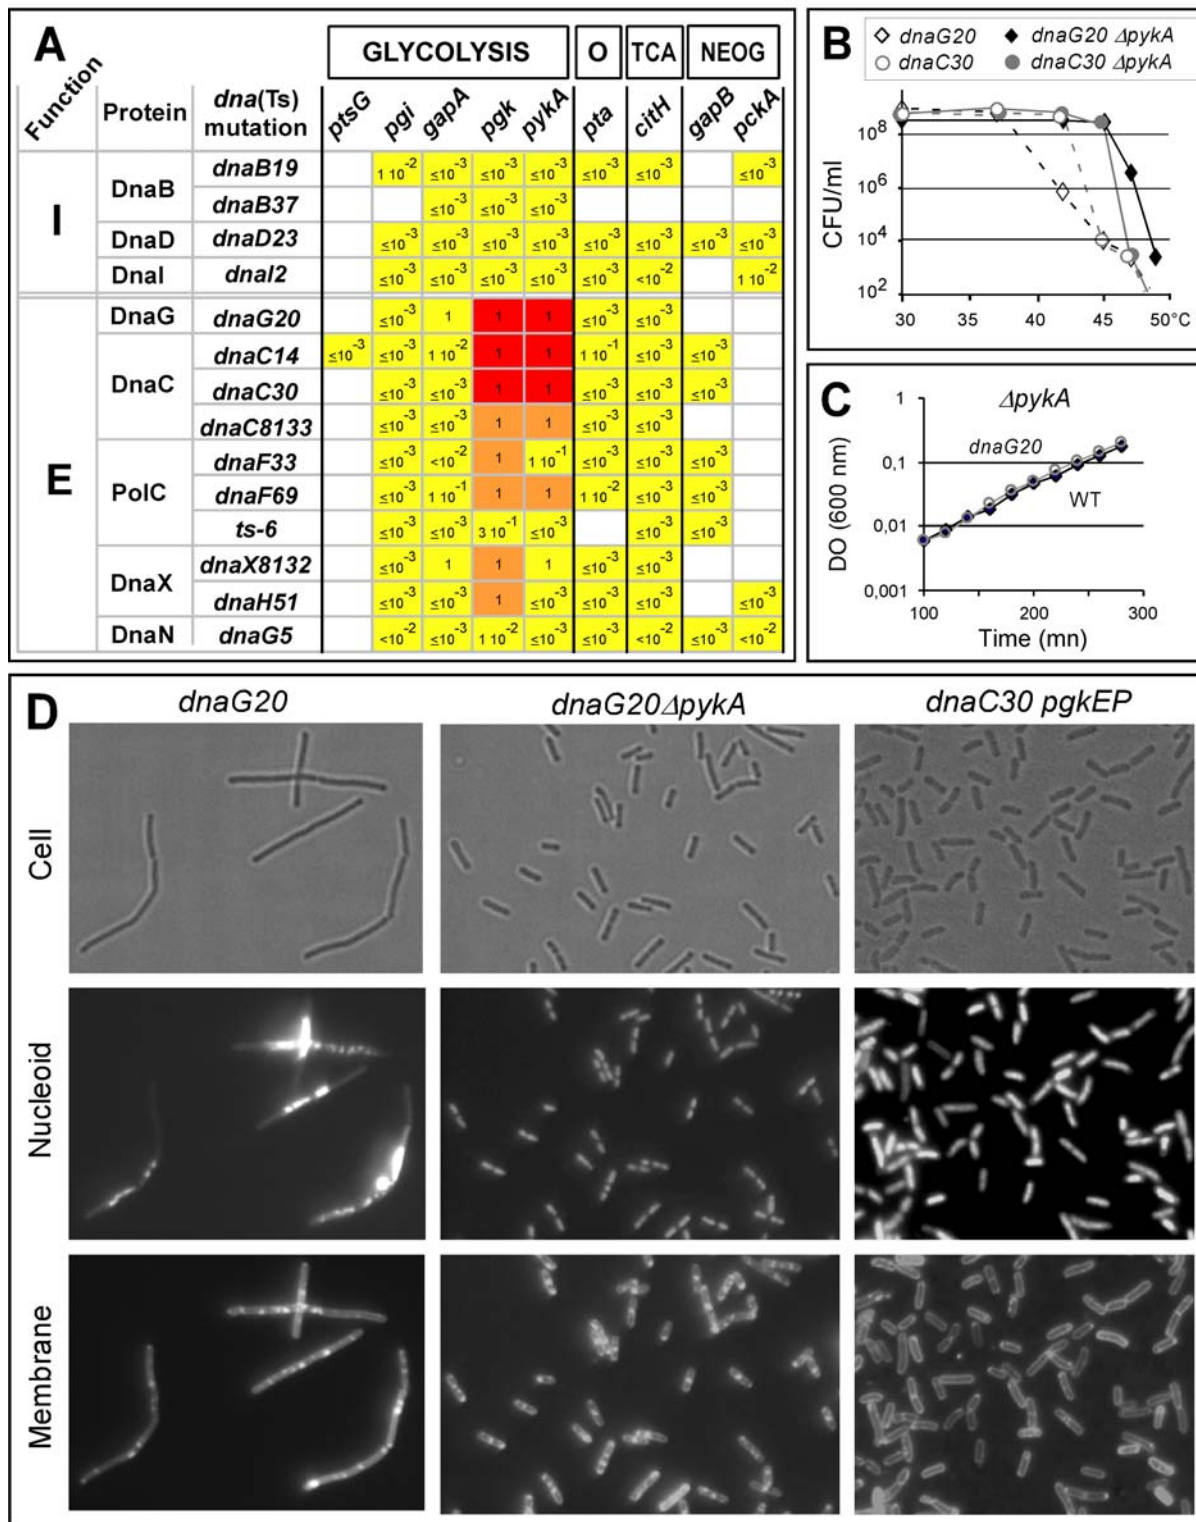 A
GLYCOLYSIS O TCA NEOG
Function Protein dna(Ts) mutation ptsG pgi gapA pgk pykA pta citH gapB pckA
I
DnaB dnaB19 1 10⁻² ≤10⁻³ ≤10⁻³ ≤10⁻³ ≤10⁻³ ≤10⁻³ ≤10⁻³
dnaB37 ≤10⁻³ ≤10⁻³ ≤10⁻³
DnaD dnaD23 ≤10⁻³ ≤10⁻³ ≤10⁻³ ≤10⁻³ ≤10⁻³ ≤10⁻³ ≤10⁻³ ≤10⁻³
DnaI dnaI2 ≤10⁻³ ≤10⁻³ ≤10⁻³ ≤10⁻³ ≤10⁻³ <10⁻² 1 10⁻²
E
DnaG dnaG20 ≤10⁻³ 1 1 1 ≤10⁻³ ≤10⁻³
DnaC dnaC14 ≤10⁻³ ≤10⁻³ 1 10⁻² 1 1 1 10⁻¹ ≤10⁻³ ≤10⁻³
dnaC30 ≤10⁻³ ≤10⁻³ 1 1 ≤10⁻³ ≤10⁻³ ≤10⁻³
dnaC8133 ≤10⁻³ ≤10⁻³ 1 1 ≤10⁻³ ≤10⁻³
PolC dnaF33 ≤10⁻³ <10⁻² 1 1 10⁻¹ ≤10⁻³ ≤10⁻³ ≤10⁻³
dnaF69 ≤10⁻³ 1 10⁻¹ 1 1 1 10⁻² ≤10⁻³ ≤10⁻³
ts-6 ≤10⁻³ ≤10⁻³ 3 10⁻¹ ≤10⁻³ ≤10⁻³ ≤10⁻³
DnaX dnaX8132 ≤10⁻³ 1 1 1 ≤10⁻³ ≤10⁻³
dnaH51 ≤10⁻³ ≤10⁻³ 1 ≤10⁻³ ≤10⁻³ ≤10⁻³ ≤10⁻³
DnaN dnaG5 <10⁻² ≤10⁻³ 1 10⁻² ≤10⁻³ ≤10⁻³ <10⁻² ≤10⁻³ <10⁻²
B
dnaG20 dnaG20 ΔpykA
dnaC30 dnaC30 ΔpykA
CFU/ml
10⁸
10⁶
10⁴
10²
30 35 40 45 50°C
C
ΔpykA
dnaG20
WT
DO (600 nm)
1
0,1
0,01
0,001
100 200 300
Time (mn)
D
dnaG20 dnaG20ΔpykA dnaC30 pgkEP
Cell
Nucleoid
Membrane